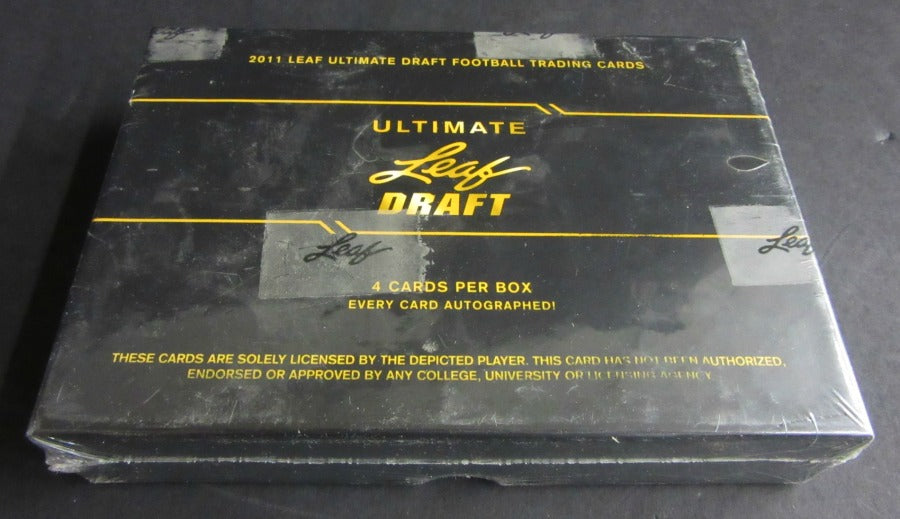 2011 LEAF ULTIMATE DRAFT FOOTBALL TRADING CARDS
ULTIMATE
Leaf
DRAFT
Leaf
Leaf
4 CARDS PER BOX
EVERY CARD AUTOGRAPHED!
THESE CARDS ARE SOLELY LICENSED BY THE DEPICTED PLAYER. THIS CARD HAS NOT BEEN AUTHORIZED,
ENDORSED OR APPROVED BY ANY COLLEGE, UNIVERSITY OR LICENSING AGENCY.